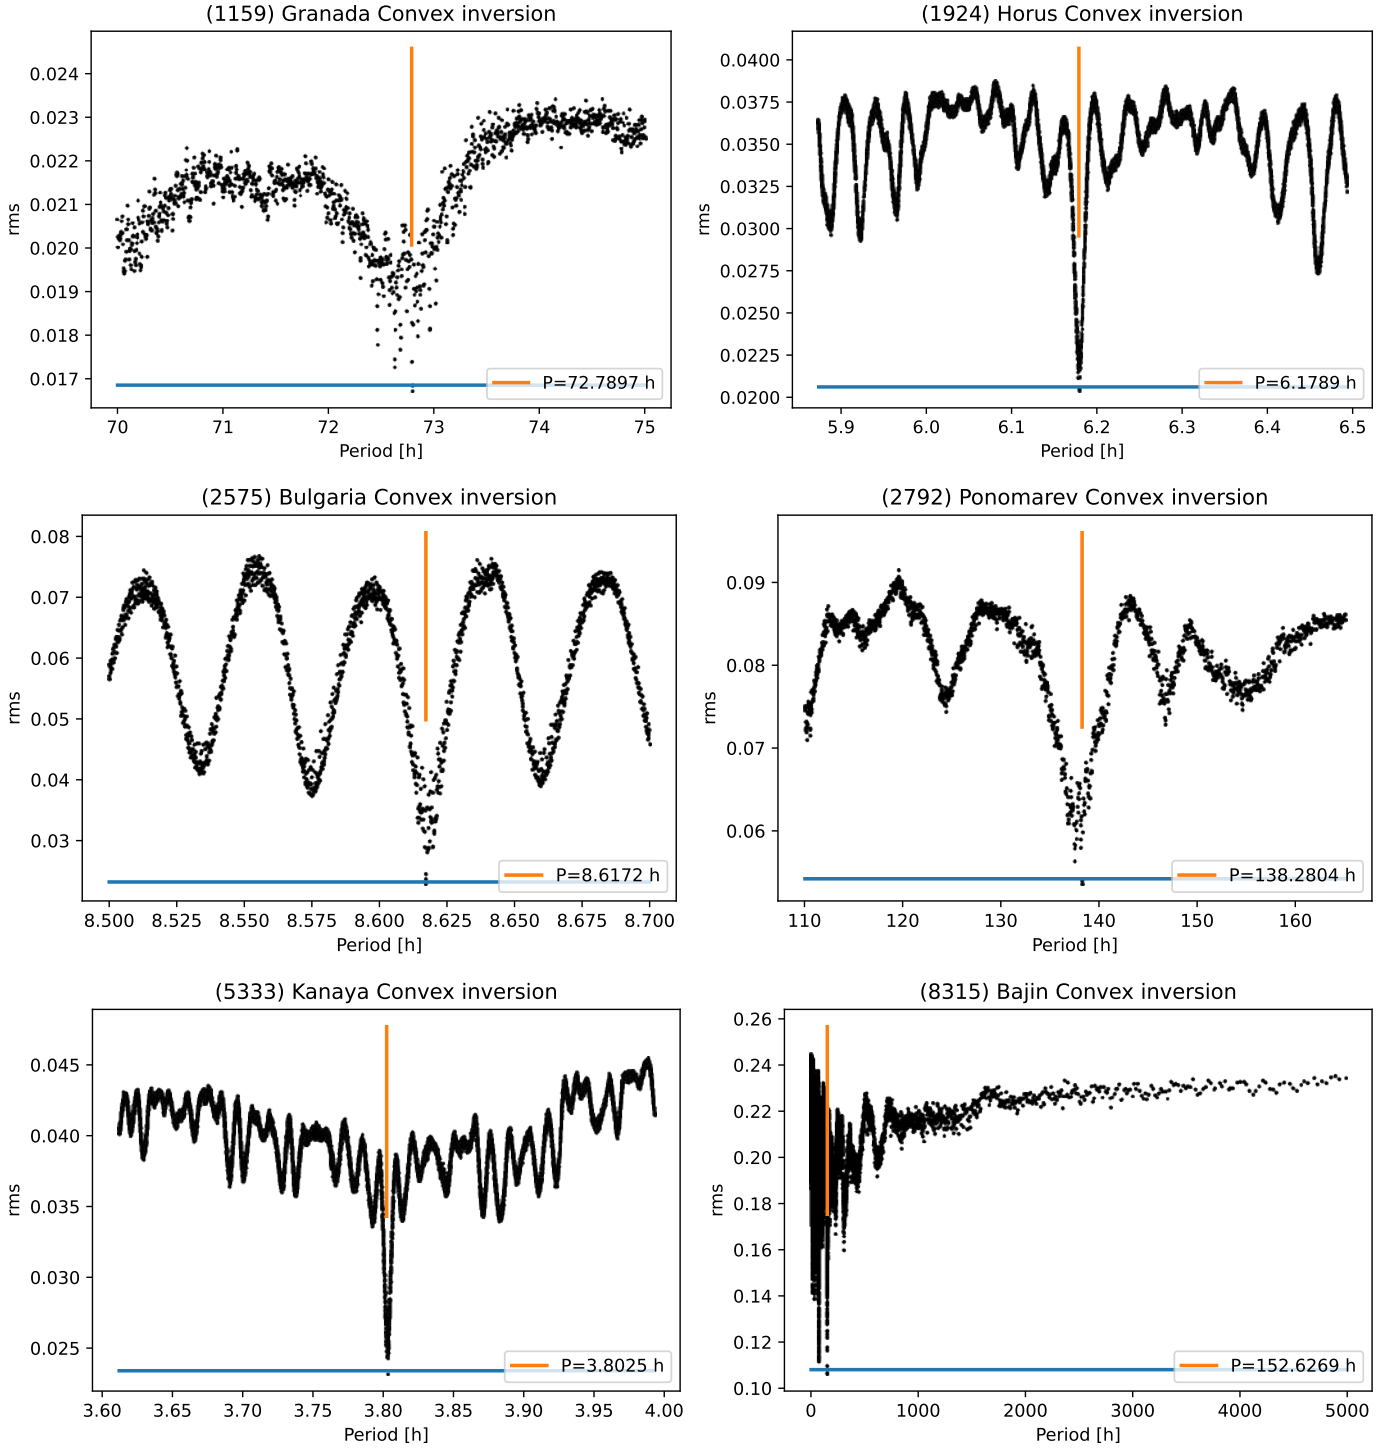 (1159) Granada Convex inversion
0.024
0.023
0.022
0.021
0.020
0.019
0.018
0.017
rms
P=72.7897 h
70 71 72 73 74 75
Period [h]
(1924) Horus Convex inversion
0.0400
0.0375
0.0350
0.0325
0.0300
0.0275
0.0250
0.0225
0.0200
rms
P=6.1789 h
5.9 6.0 6.1 6.2 6.3 6.4 6.5
Period [h]
(2575) Bulgaria Convex inversion
0.08
0.07
0.06
0.05
0.04
0.03
rms
P=8.6172 h
8.500 8.525 8.550 8.575 8.600 8.625 8.650 8.675 8.700
Period [h]
(2792) Ponomarev Convex inversion
0.09
0.08
0.07
0.06
rms
P=138.2804 h
110 120 130 140 150 160
Period [h]
(5333) Kanaya Convex inversion
0.045
0.040
0.035
0.030
0.025
rms
P=3.8025 h
3.60 3.65 3.70 3.75 3.80 3.85 3.90 3.95 4.00
Period [h]
(8315) Bajin Convex inversion
0.26
0.24
0.22
0.20
0.18
0.16
0.14
0.12
0.10
rms
P=152.6269 h
0 1000 2000 3000 4000 5000
Period [h]